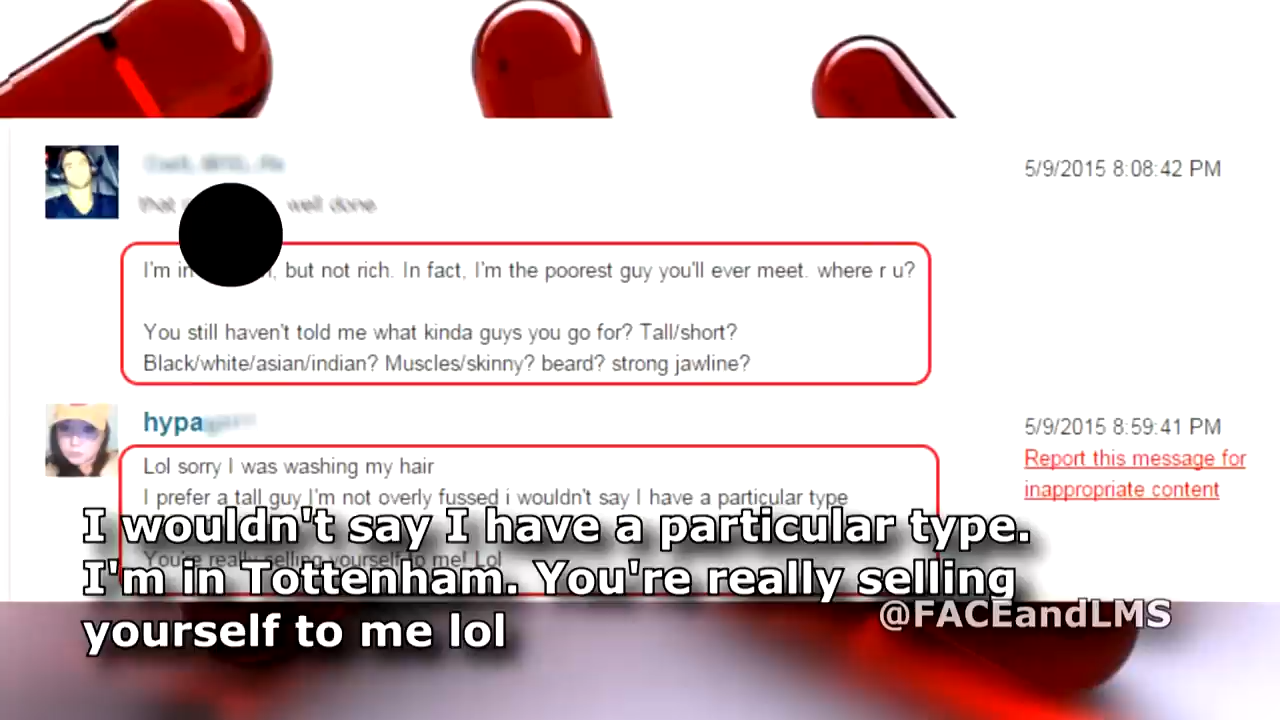 5/9/2015 8:08:42 PM
that well done
I'm in but not rich. In fact, I'm the poorest guy you'll ever meet. where r u?
You still haven't told me what kinda guys you go for? Tall/short?
Black/white/asian/indian? Muscles/skinny? beard? strong jawline?
hypa
5/9/2015 8:59:41 PM
Report this message for
inappropriate content
Lol sorry I was washing my hair
I prefer a tall guy I'm not overly fussed i wouldn't say I have a particular type
You're really selling yourself to me! Lol
I wouldn't say I have a particular type.
I'm in Tottenham. You're really selling
yourself to me lol
@FACEandLMS